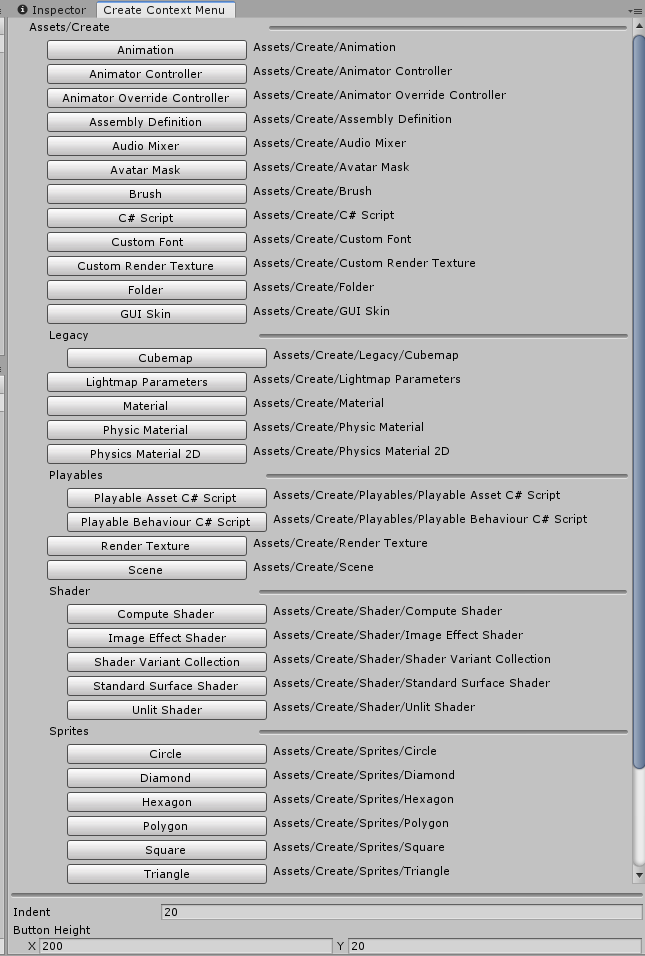 Inspector Create Context Menu
Assets/Create
Animation Assets/Create/Animation
Animator Controller Assets/Create/Animator Controller
Animator Override Controller Assets/Create/Animator Override Controller
Assembly Definition Assets/Create/Assembly Definition
Audio Mixer Assets/Create/Audio Mixer
Avatar Mask Assets/Create/Avatar Mask
Brush Assets/Create/Brush
C# Script Assets/Create/C# Script
Custom Font Assets/Create/Custom Font
Custom Render Texture Assets/Create/Custom Render Texture
Folder Assets/Create/Folder
GUI Skin Assets/Create/GUI Skin
Legacy
Cubemap Assets/Create/Legacy/Cubemap
Lightmap Parameters Assets/Create/Lightmap Parameters
Material Assets/Create/Material
Physic Material Assets/Create/Physic Material
Physics Material 2D Assets/Create/Physics Material 2D
Playables
Playable Asset C# Script Assets/Create/Playables/Playable Asset C# Script
Playable Behaviour C# Script Assets/Create/Playables/Playable Behaviour C# Script
Render Texture Assets/Create/Render Texture
Scene Assets/Create/Scene
Shader
Compute Shader Assets/Create/Shader/Compute Shader
Image Effect Shader Assets/Create/Shader/Image Effect Shader
Shader Variant Collection Assets/Create/Shader/Shader Variant Collection
Standard Surface Shader Assets/Create/Shader/Standard Surface Shader
Unlit Shader Assets/Create/Shader/Unlit Shader
Sprites
Circle Assets/Create/Sprites/Circle
Diamond Assets/Create/Sprites/Diamond
Hexagon Assets/Create/Sprites/Hexagon
Polygon Assets/Create/Sprites/Polygon
Square Assets/Create/Sprites/Square
Triangle Assets/Create/Sprites/Triangle
Indent 20
Button Height
X 200 Y 20